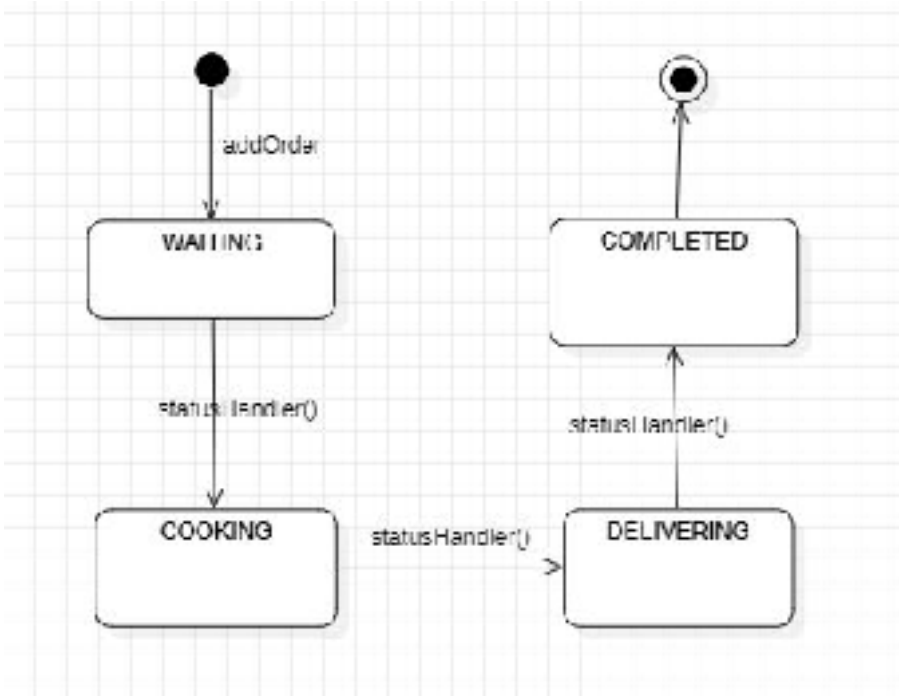 addOrder
WAITING
statusHandler()
COOKING
statusHandler()
DELIVERING
statusHandler()
COMPLETED